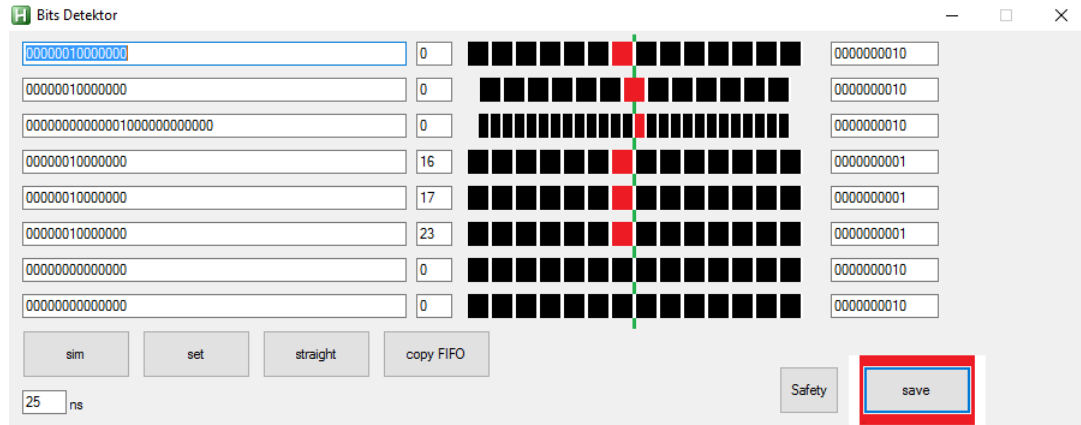 Bits Detektor
00000010000000 0 0000000010
00000010000000 0 0000000010
00000000000001000000000000 0 0000000010
00000010000000 16 0000000001
00000010000000 17 0000000001
00000010000000 23 0000000001
00000000000000 0 0000000010
00000000000000 0 0000000010
sim set straight copy FIFO
Safety save
25 ns